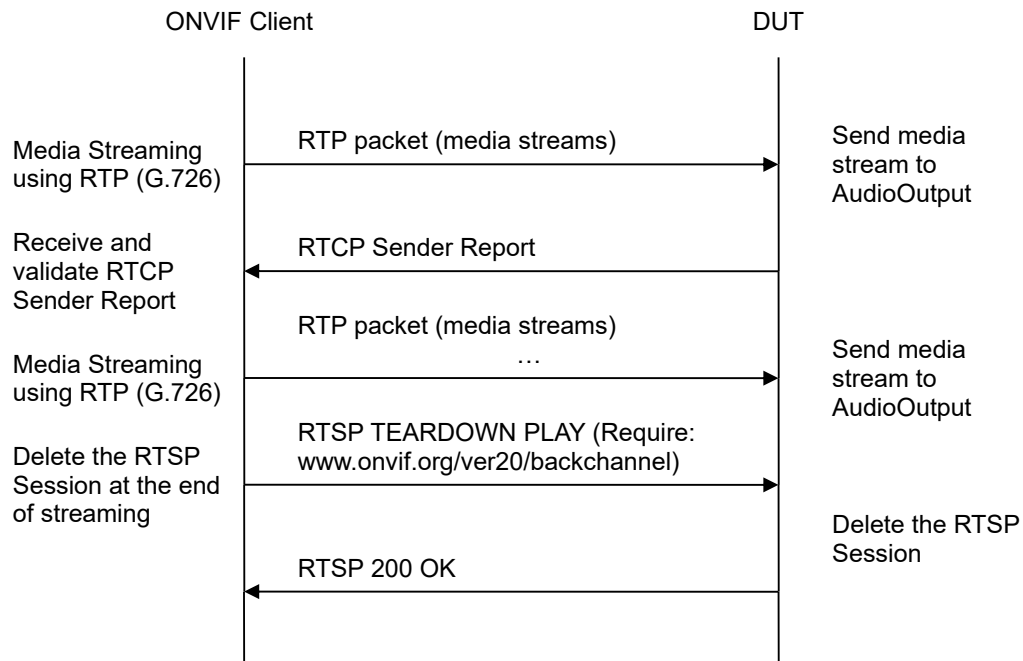 ONVIF Client
DUT
RTP packet (media streams)
Send media
stream to
AudioOutput
Media Streaming
using RTP (G.726)
Receive and
validate RTCP
Sender Report
RTCP Sender Report
RTP packet (media streams)
…
Send media
stream to
AudioOutput
Media Streaming
using RTP (G.726)
RTSP TEARDOWN PLAY (Require:
www.onvif.org/ver20/backchannel)
Delete the RTSP
Session at the end
of streaming
Delete the RTSP
Session
RTSP 200 OK